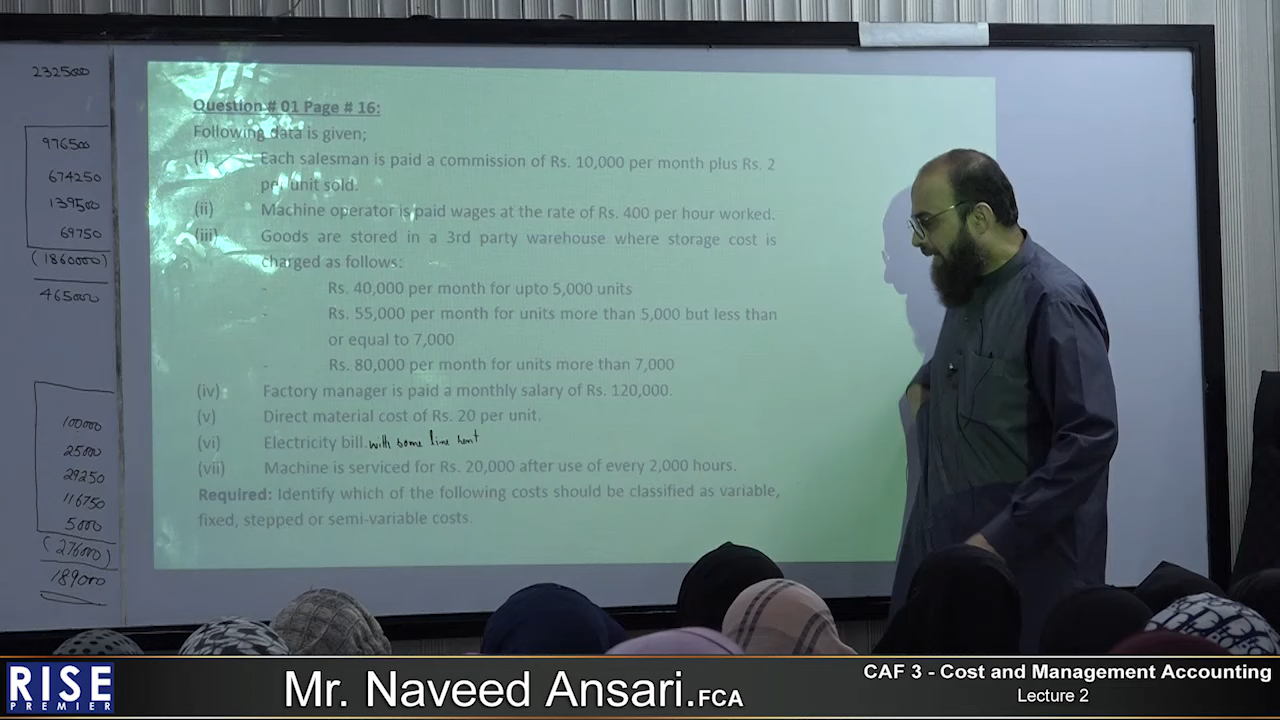 2325000
976500
674250
139500
69750
(1860000)
465000
100000
25000
29250
116750
5000
(276000)
189000
Question # 01 Page # 16:
Following data is given;
(i) Each salesman is paid a commission of Rs. 10,000 per month plus Rs. 2
per unit sold.
(ii) Machine operator is paid wages at the rate of Rs. 400 per hour worked.
(iii) Goods are stored in a 3rd party warehouse where storage cost is
charged as follows:
- Rs. 40,000 per month for upto 5,000 units
- Rs. 55,000 per month for units more than 5,000 but less than
or equal to 7,000
- Rs. 80,000 per month for units more than 7,000
(iv) Factory manager is paid a monthly salary of Rs. 120,000.
(v) Direct material cost of Rs. 20 per unit.
(vi) Electricity bill with some line rent
(vii) Machine is serviced for Rs. 20,000 after use of every 2,000 hours.
Required: Identify which of the following costs should be classified as variable,
fixed, stepped or semi-variable costs.
RISE
PREMIER
Mr. Naveed Ansari.FCA
CAF 3 - Cost and Management Accounting
Lecture 2